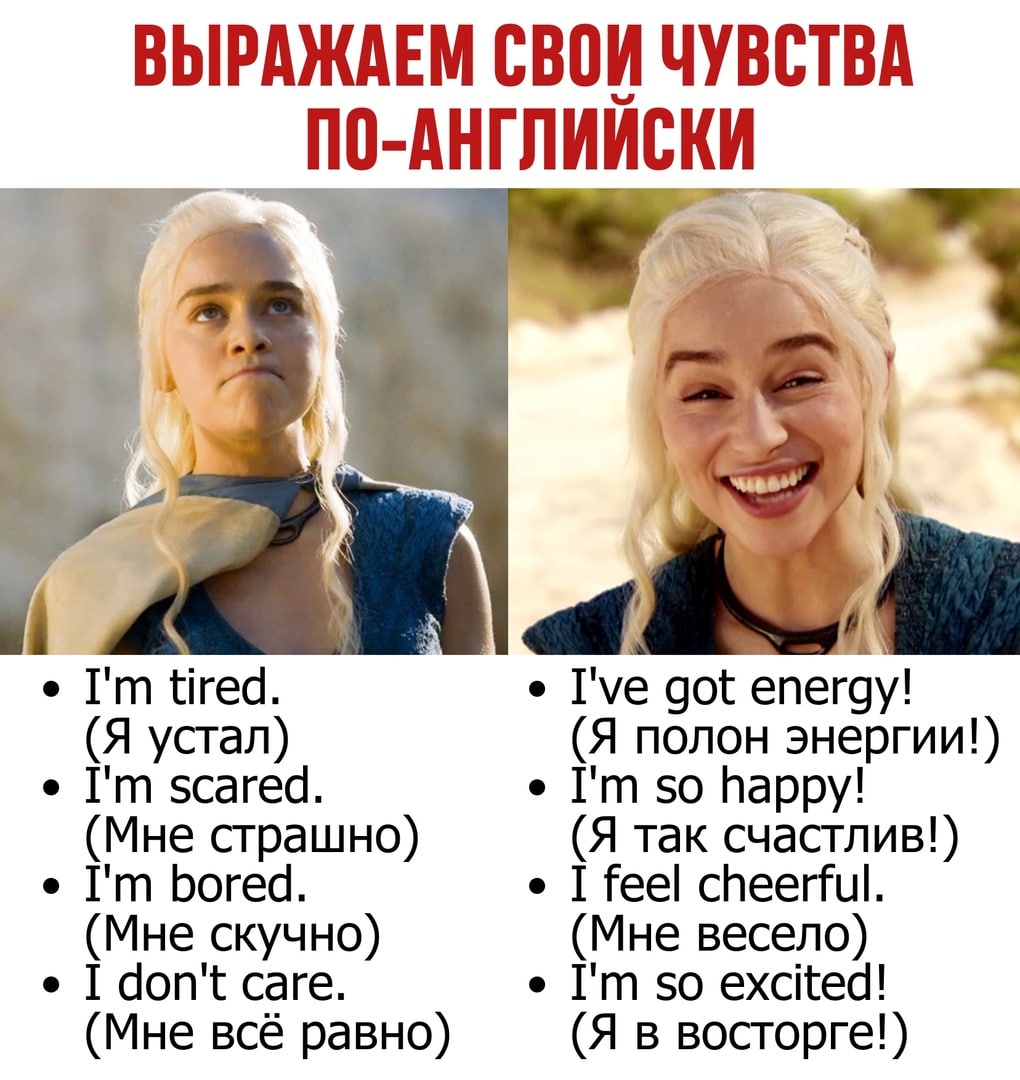 ВЫРАЖАЕМ СВОИ ЧУВСТВА
ПО-АНГЛИЙСКИ
• I'm tired.
(Я устал)
• I'm scared.
(Мне страшно)
• I'm bored.
(Мне скучно)
• I don't care.
(Мне всё равно)
• I've got energy!
(Я полон энергии!)
• I'm so happy!
(Я так счастлив!)
• I feel cheerful.
(Мне весело)
• I'm so excited!
(Я в восторге!)